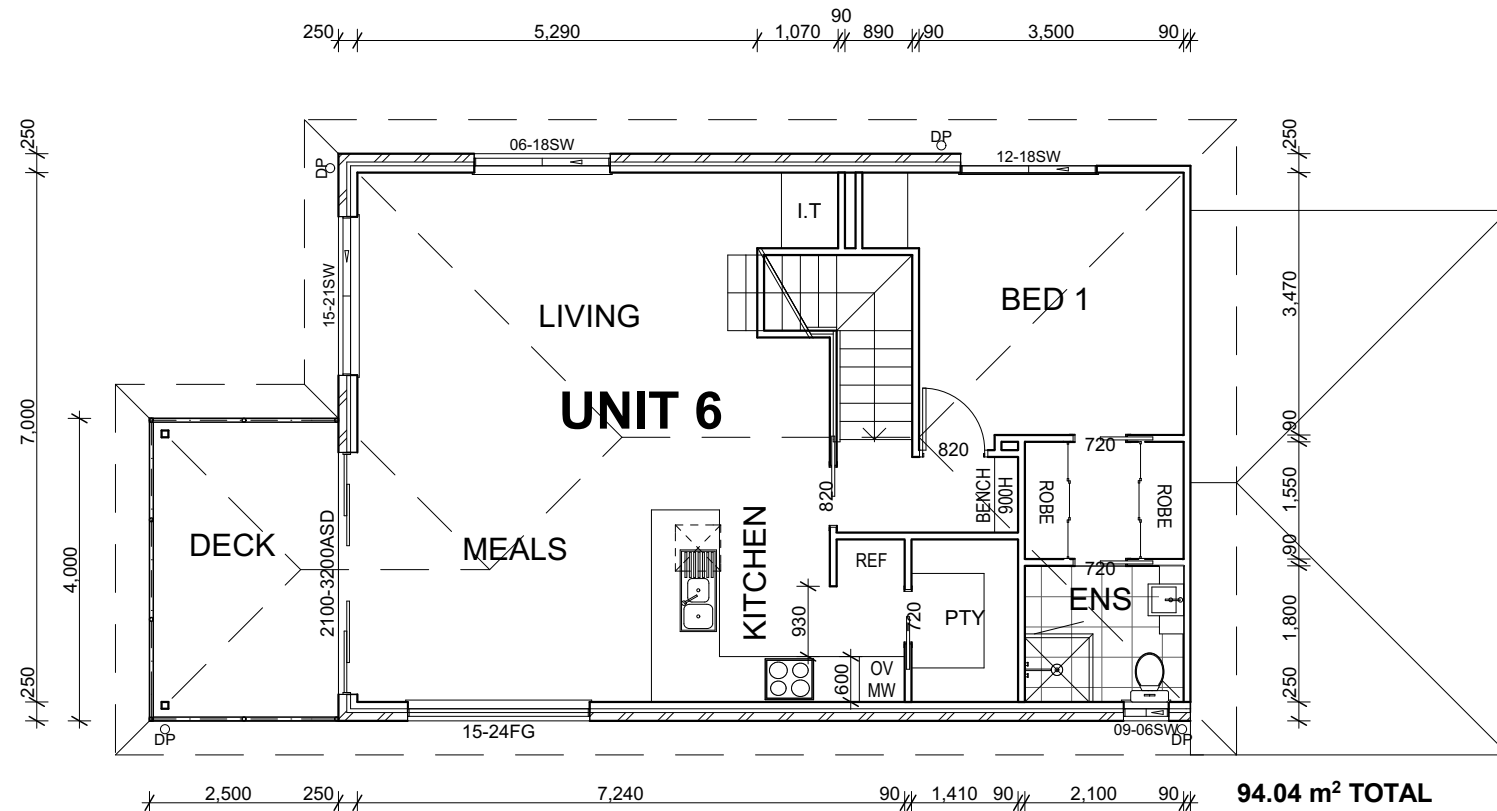 90
250 5,290 1,070 890 90 3,500 90
250
250
DP
06-18SW
DP
12-18SW
I.T
15-21SW
LIVING
BED 1
3,470
UNIT 6
7,000
90
820
720
4,000
820
BENCH
900H
ROBE
ROBE
1,550
DECK
2100-3200ASD
MEALS
KITCHEN
REF
90
720
ENS
930
720
PTY
1,800
600
OV
MW
250
250
DP
15-24FG
09-06SW
DP
2,500 250 7,240 90 1,410 90 2,100 90
94.04 m² TOTAL